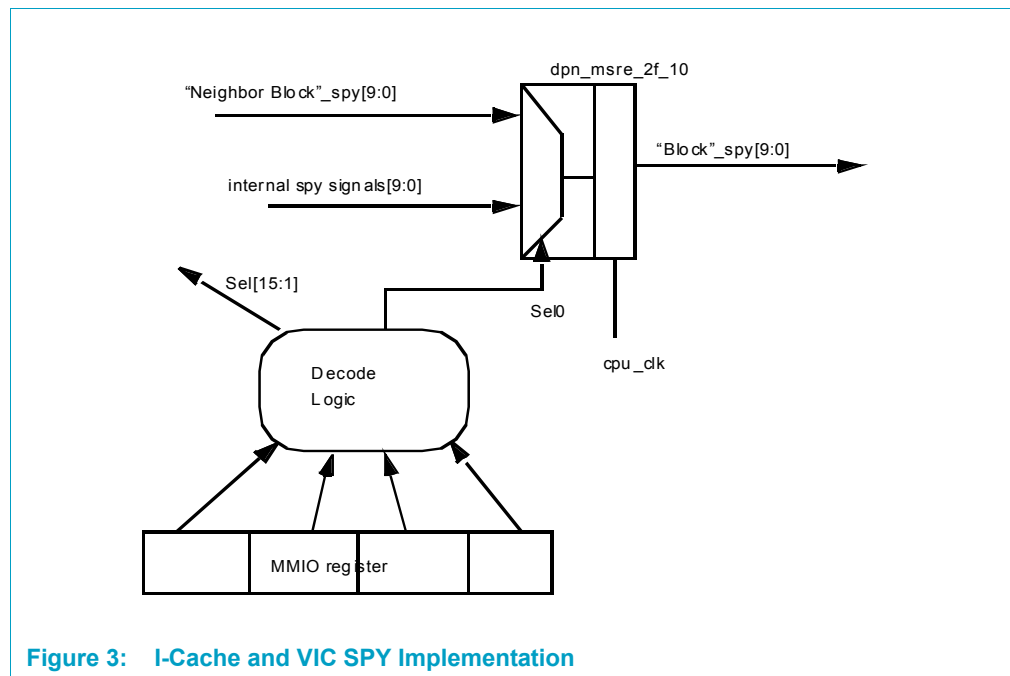 dpn_msre_2f_10
“Neighbor Block”_spy[9:0]
“Block”_spy[9:0]
internal spy signals[9:0]
Sel[15:1]
Sel0
cpu_clk
Decode
Logic
MMIO register
Figure 3: I-Cache and VIC SPY Implementation